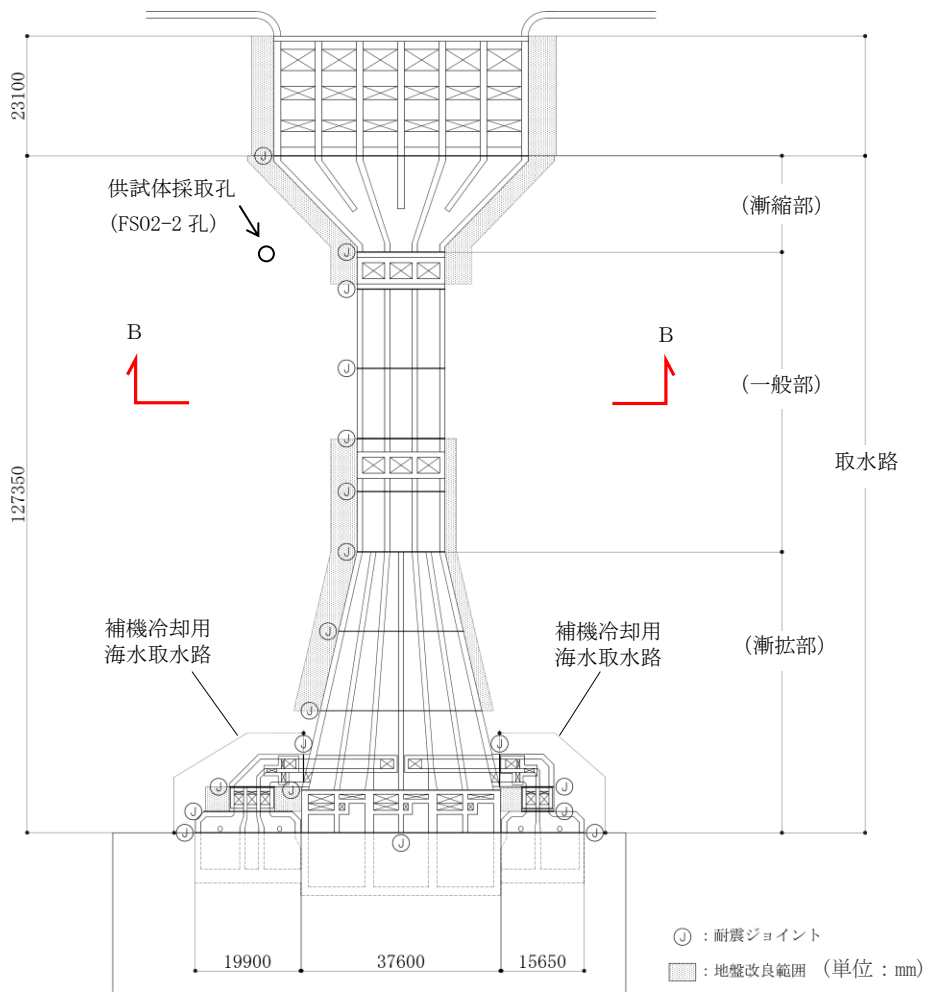 23100
J
供試体採取孔
(FS02-2 孔)
(漸縮部)
J
J
B
B
J
(一般部)
J
取水路
127350
J
J
補機冷却用
海水取水路
J
補機冷却用
海水取水路
(漸拡部)
J
J
J
J
J
J
J
J
J
J
J
19900
37600
15650
J : 耐震ジョイント
: 地盤改良範囲 (単位：mm)